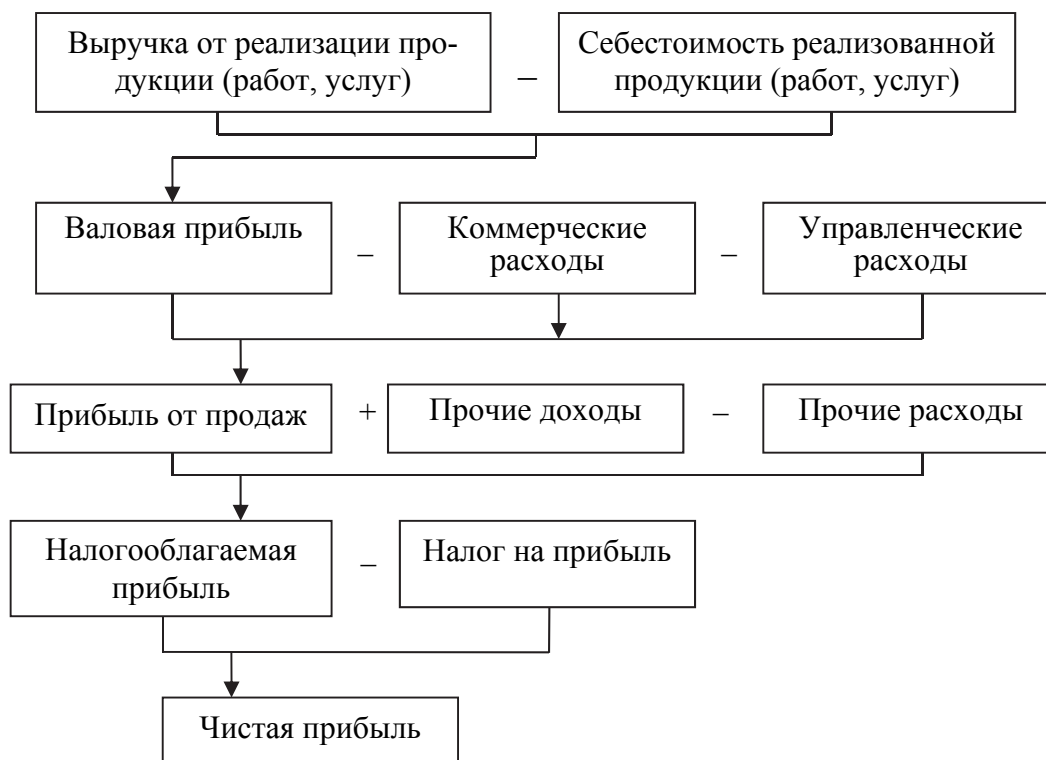 Выручка от реализации про-
дукции (работ, услуг)
–
Себестоимость реализованной
продукции (работ, услуг)
Валовая прибыль
–
Коммерческие
расходы
–
Управленческие
расходы
Прибыль от продаж
+
Прочие доходы
–
Прочие расходы
Налогооблагаемая
прибыль
–
Налог на прибыль
Чистая прибыль